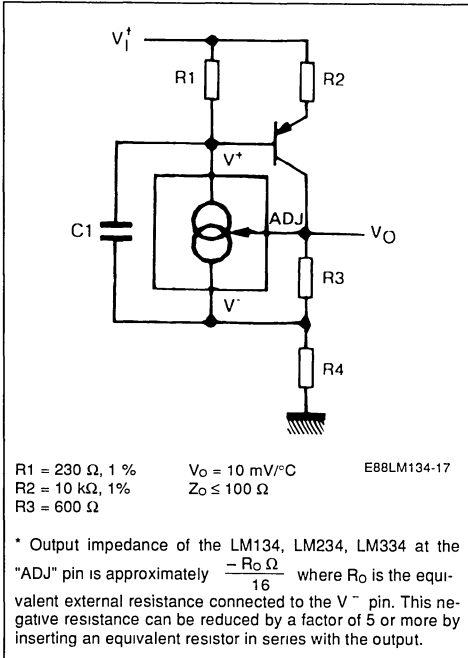 V_I^+
R1
R2
V^+
ADJ
C1
V_O
R3
V^-
R4
R1 = 230 Ω, 1 % V_O = 10 mV/°C E88LM134-17
R2 = 10 kΩ, 1% Z_O ≤ 100 Ω
R3 = 600 Ω
* Output impedance of the LM134, LM234, LM334 at the
"ADJ" pin is approximately \frac{- R_O Ω}{16} where R_O is the equi-
valent external resistance connected to the V^- pin. This ne-
gative resistance can be reduced by a factor of 5 or more by
inserting an equivalent resistor in series with the output.